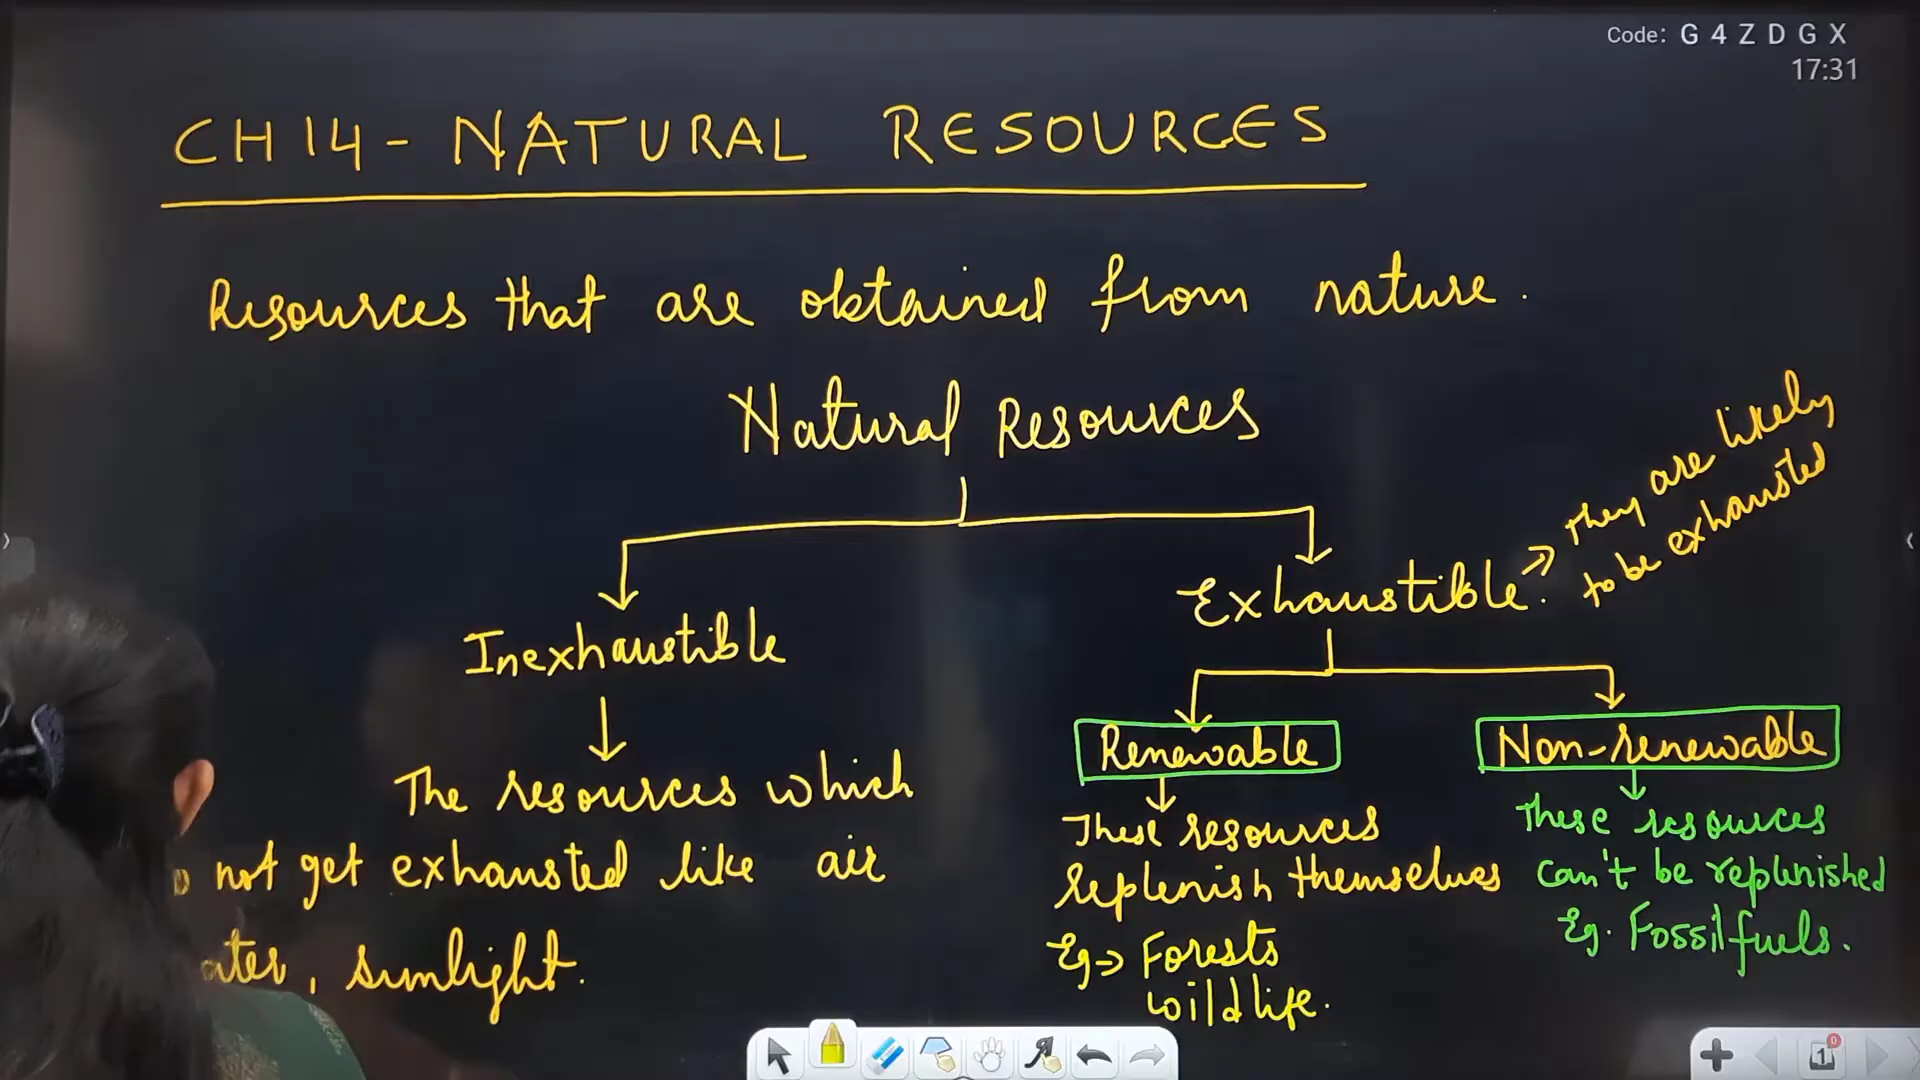 Code: G 4 Z D G X
17:31
CH 14 - NATURAL RESOURCES
Resources that are obtained from nature.
Natural Resources
They are likely
to be exhausted
Inexhaustible
Exhaustible.
Renewable
Non-renewable
The resources which
not get exhausted like air
, sunlight.
These resources
replenish themselves
Eg → Forests
wildlife.
These resources
can't be replenished
Eg. Fossil fuels.
1
0